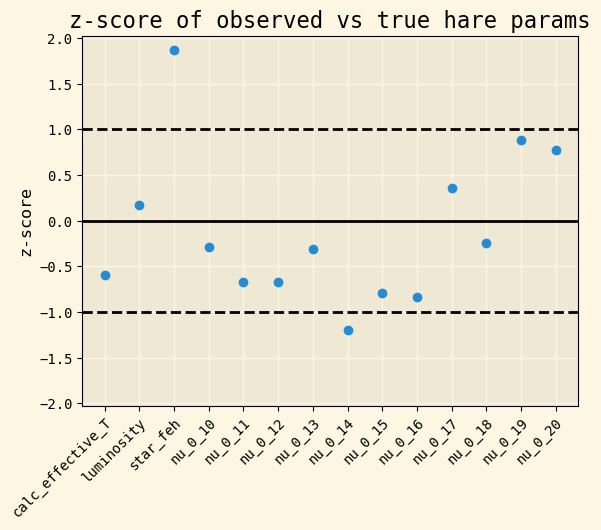 z-score of observed vs true hare params
z-score
2.0
1.5
1.0
0.5
0.0
−0.5
−1.0
−1.5
−2.0
calc_effective_T
luminosity
star_feh
nu_0_10
nu_0_11
nu_0_12
nu_0_13
nu_0_14
nu_0_15
nu_0_16
nu_0_17
nu_0_18
nu_0_19
nu_0_20